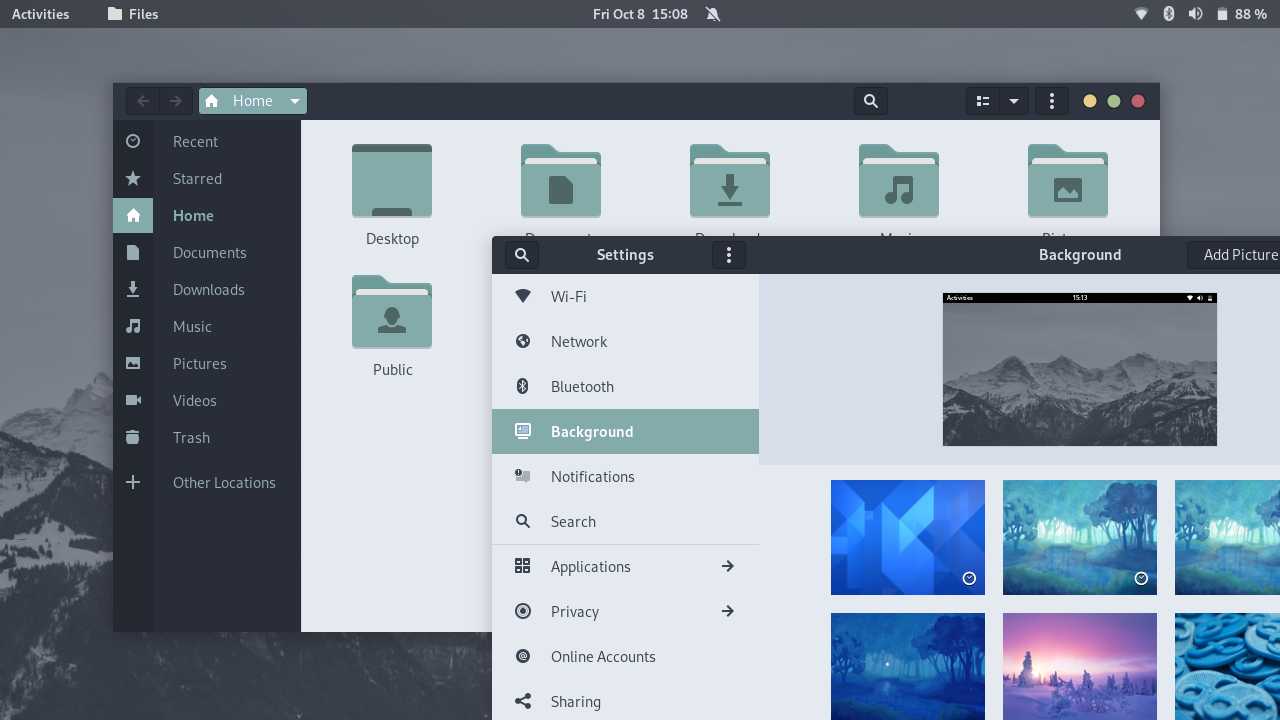 Activities Files Fri Oct 8 15:08 88 %
Home
Recent
Starred
Home
Documents
Downloads
Music
Pictures
Videos
Trash
Other Locations
Desktop
Public
Settings
Background
Add Picture
Wi-Fi
Network
Bluetooth
Background
Notifications
Search
Applications
Privacy
Online Accounts
Sharing
Activities 15:13